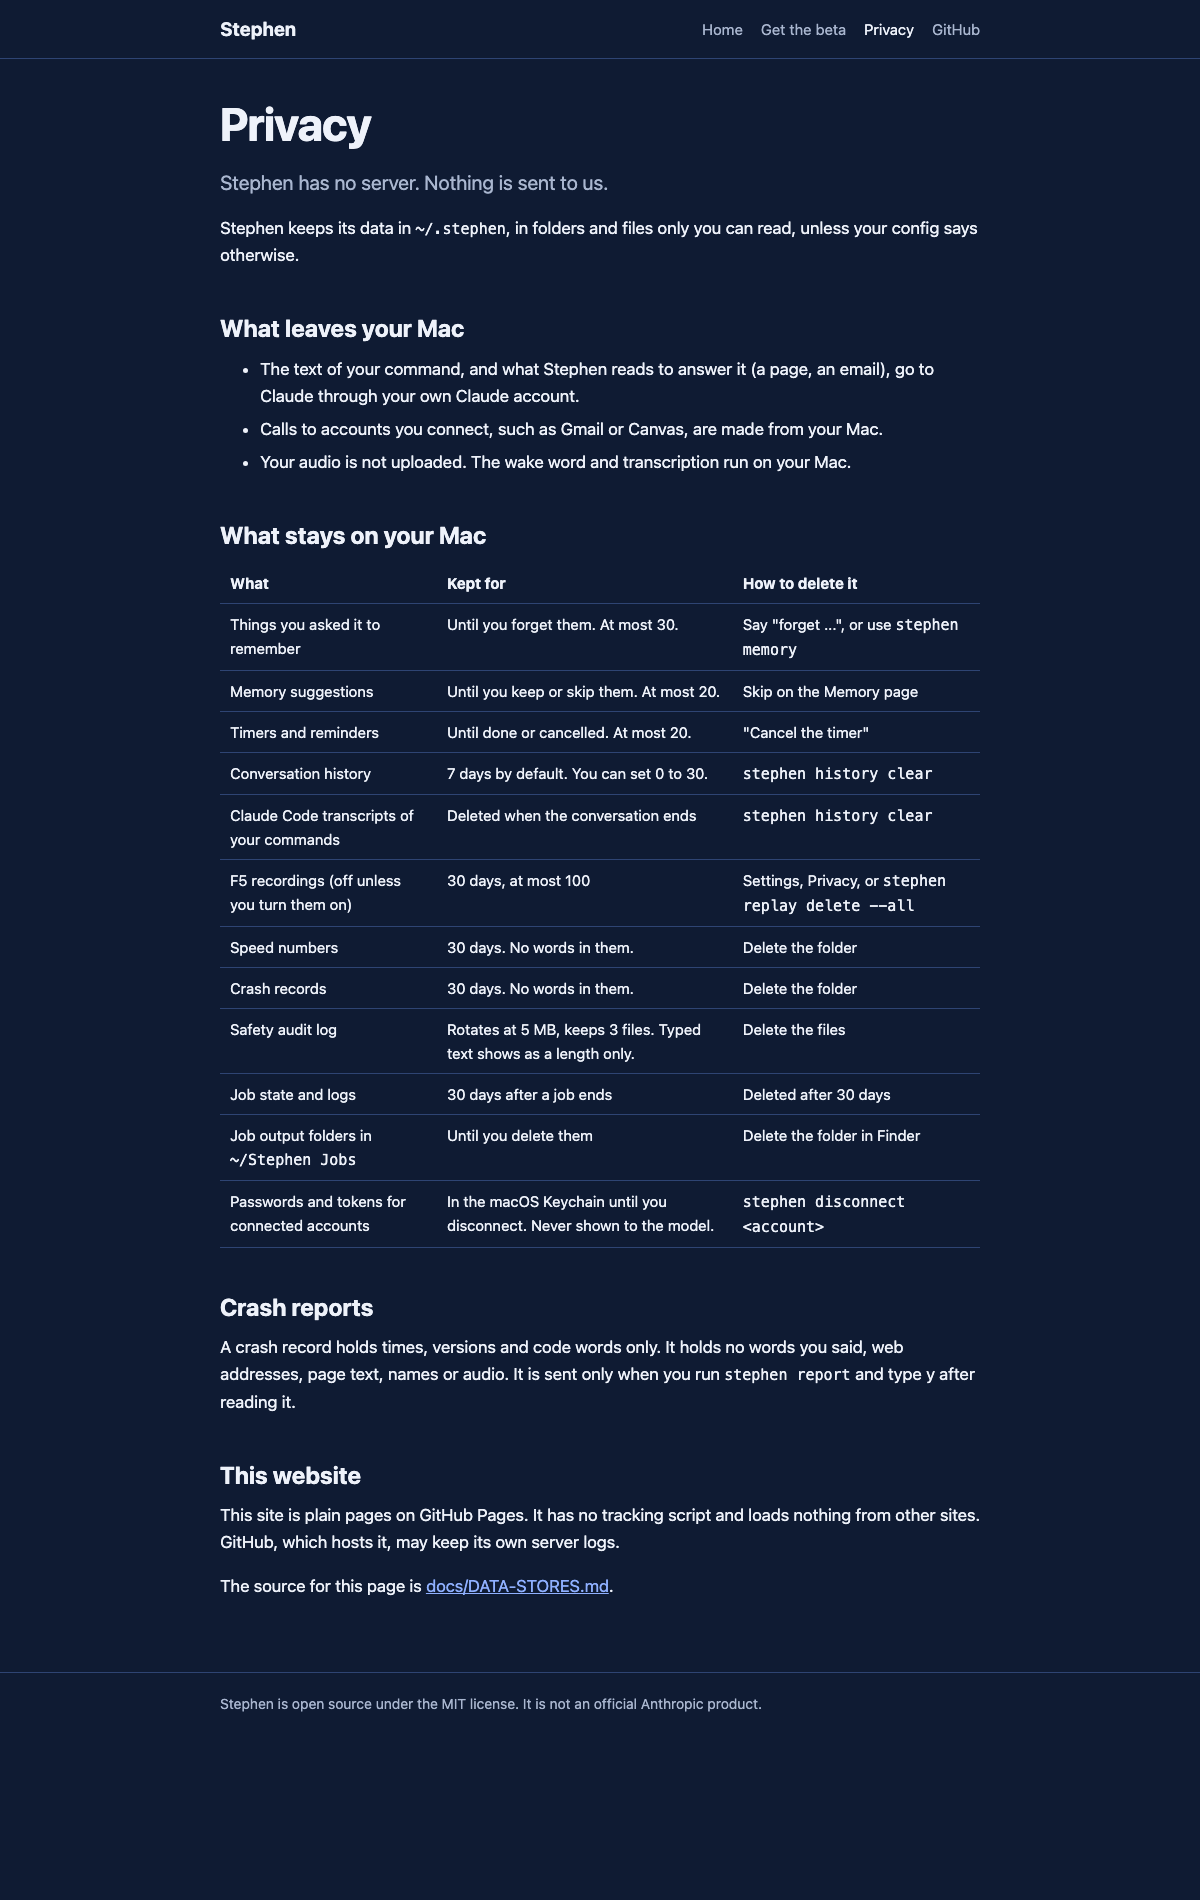 Stephen
Home Get the beta Privacy GitHub
Privacy
Stephen has no server. Nothing is sent to us.
Stephen keeps its data in ~/.stephen, in folders and files only you can read, unless your config says
otherwise.
What leaves your Mac
• The text of your command, and what Stephen reads to answer it (a page, an email), go to
Claude through your own Claude account.
• Calls to accounts you connect, such as Gmail or Canvas, are made from your Mac.
• Your audio is not uploaded. The wake word and transcription run on your Mac.
What stays on your Mac
What Kept for How to delete it
Things you asked it to Until you forget them. At most 30. Say "forget ...", or use stephen
remember memory
Memory suggestions Until you keep or skip them. At most 20. Skip on the Memory page
Timers and reminders Until done or cancelled. At most 20. "Cancel the timer"
Conversation history 7 days by default. You can set 0 to 30. stephen history clear
Claude Code transcripts of Deleted when the conversation ends stephen history clear
your commands
F5 recordings (off unless 30 days, at most 100 Settings, Privacy, or stephen
you turn them on) replay delete --all
Speed numbers 30 days. No words in them. Delete the folder
Crash records 30 days. No words in them. Delete the folder
Safety audit log Rotates at 5 MB, keeps 3 files. Typed Delete the files
text shows as a length only.
Job state and logs 30 days after a job ends Deleted after 30 days
Job output folders in Until you delete them Delete the folder in Finder
~/Stephen Jobs
Passwords and tokens for In the macOS Keychain until you stephen disconnect
connected accounts disconnect. Never shown to the model. <account>
Crash reports
A crash record holds times, versions and code words only. It holds no words you said, web
addresses, page text, names or audio. It is sent only when you run stephen report and type y after
reading it.
This website
This site is plain pages on GitHub Pages. It has no tracking script and loads nothing from other sites.
GitHub, which hosts it, may keep its own server logs.
The source for this page is docs/DATA-STORES.md.
Stephen is open source under the MIT license. It is not an official Anthropic product.